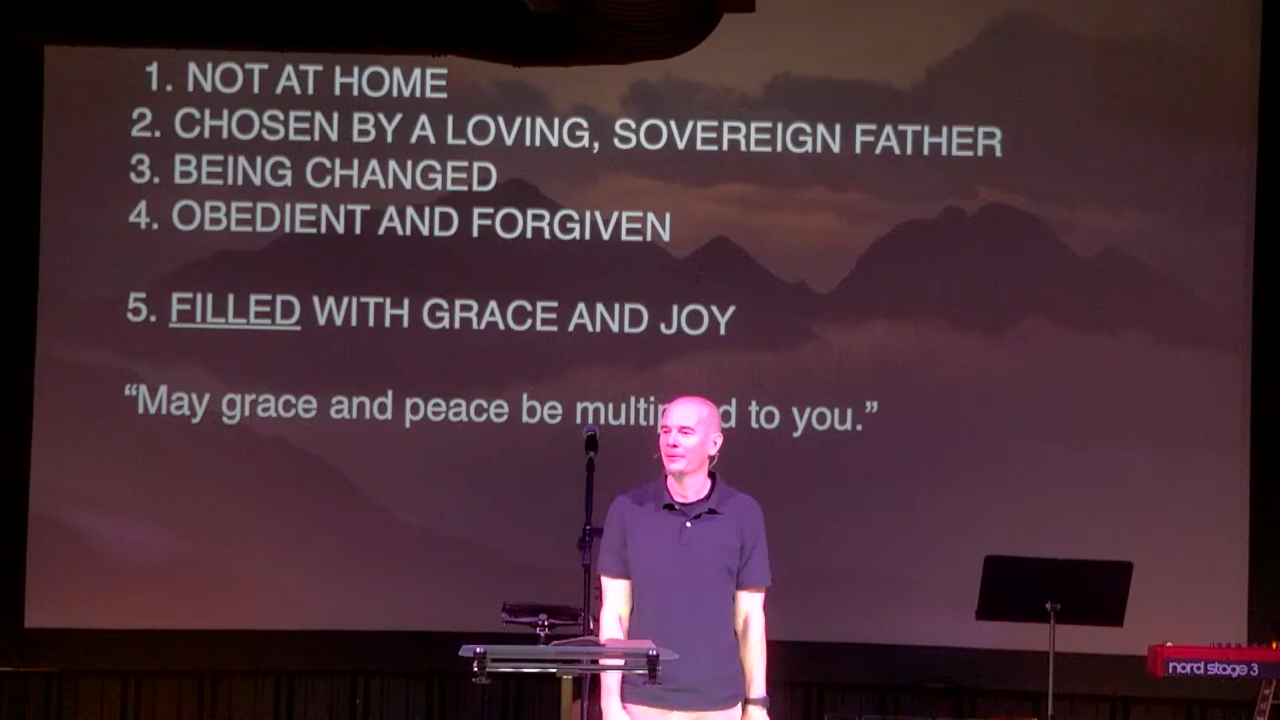 1. NOT AT HOME
2. CHOSEN BY A LOVING, SOVEREIGN FATHER
3. BEING CHANGED
4. OBEDIENT AND FORGIVEN
5. FILLED WITH GRACE AND JOY
“May grace and peace be d to you.”
nord stage 3